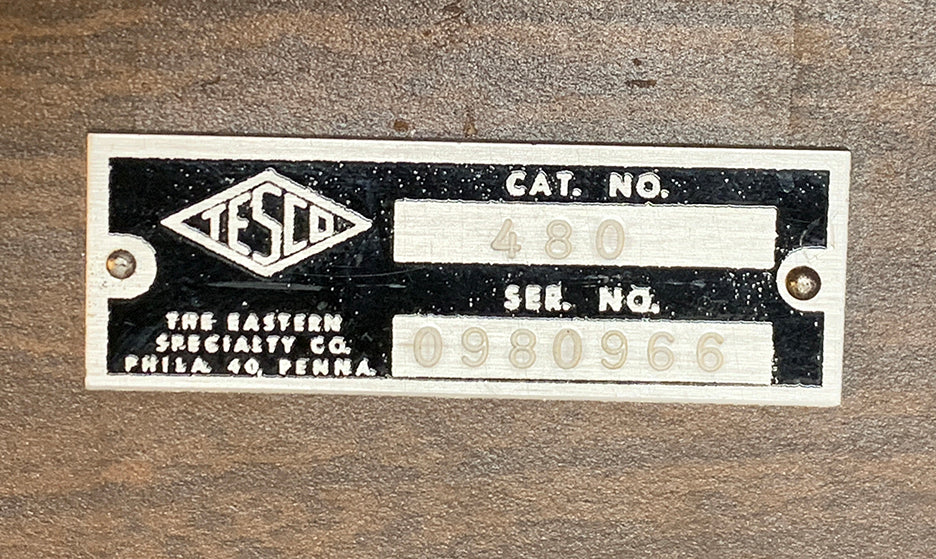 TESCO
THE EASTERN
SPECIALTY CO.
PHILA. 40, PENNA.
CAT. NO.
480
SER. NO.
0980966